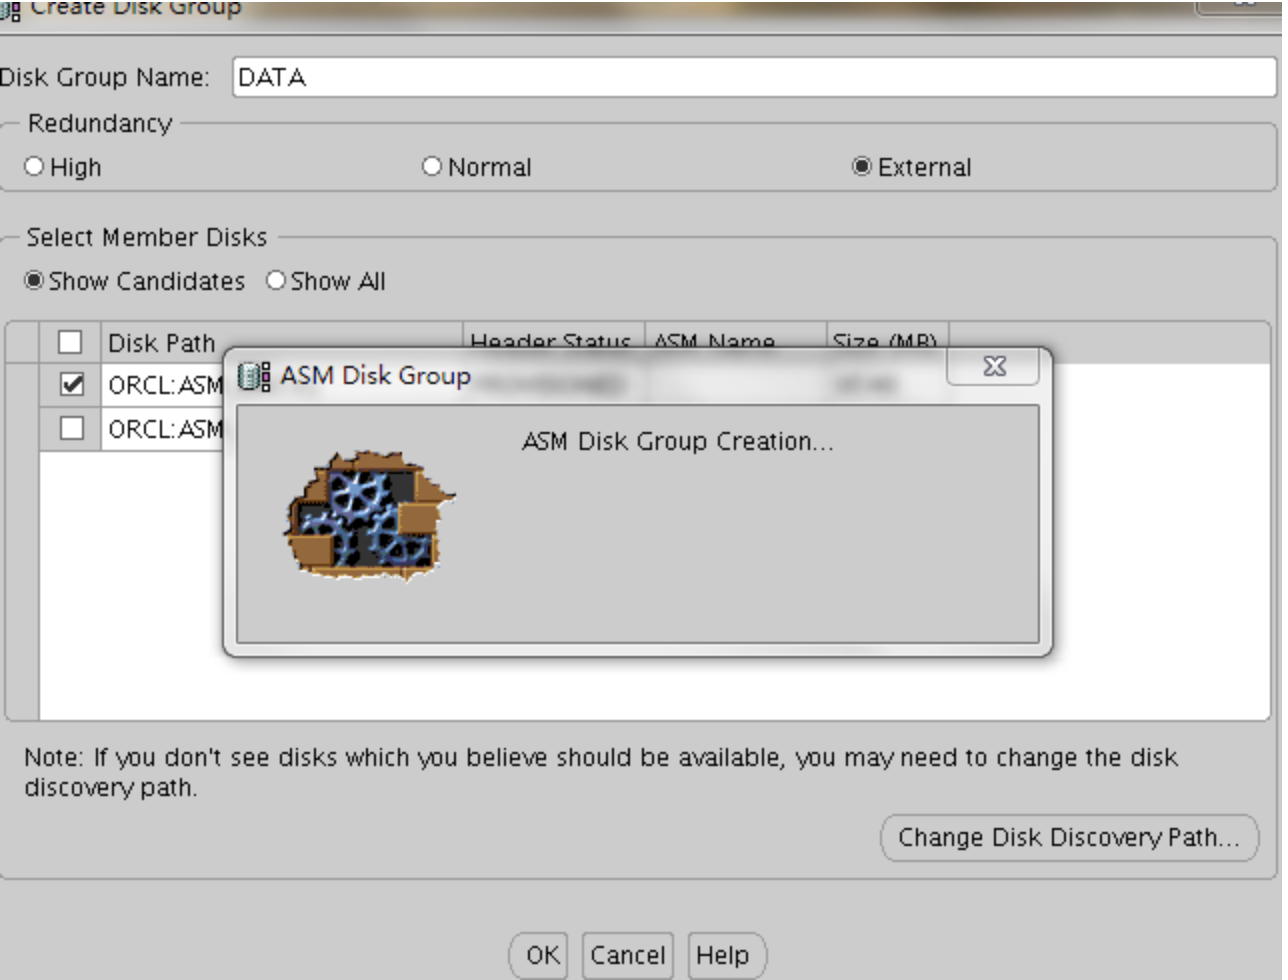 Create Disk Group
Disk Group Name: DATA
Redundancy
High Normal External
Select Member Disks
Show Candidates Show All
Disk Path Header Status ASM Name Size (MB)
ORCL:ASM
ORCL:ASM
ASM Disk Group
ASM Disk Group Creation...
Note: If you don't see disks which you believe should be available, you may need to change the disk
discovery path.
Change Disk Discovery Path...
OK Cancel Help